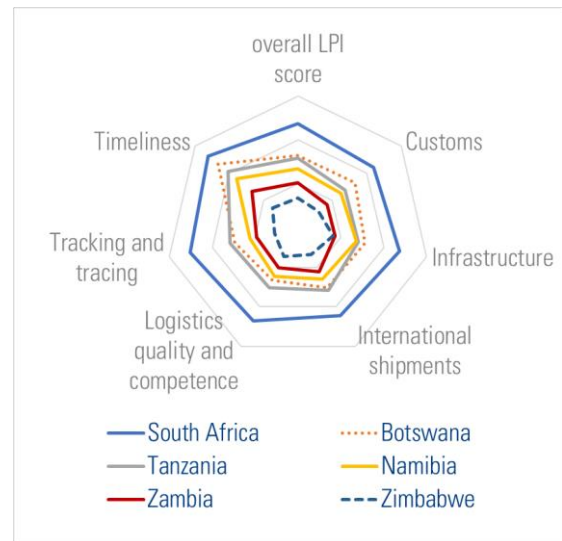 overall LPI
score
Timeliness
Customs
Tracking and
tracing
Infrastructure
Logistics
quality and
competence
International
shipments
South Africa
Botswana
Tanzania
Namibia
Zambia
Zimbabwe